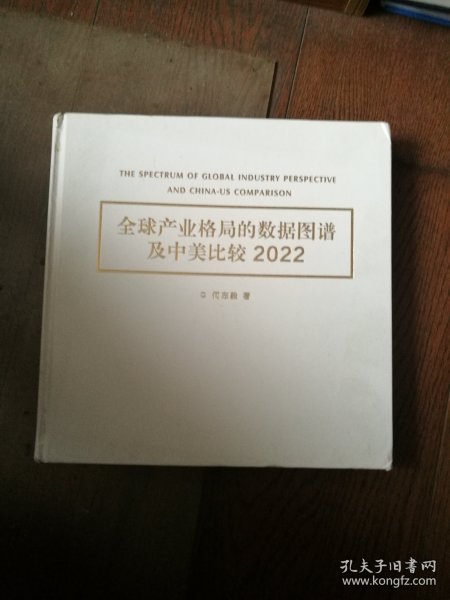 THE SPECTRUM OF GLOBAL INDUSTRY PERSPECTIVE
AND CHINA-US COMPARISON
全球产业格局的数据图谱
及中美比较 2022
著
孔夫子旧书网
www.kongfz.com